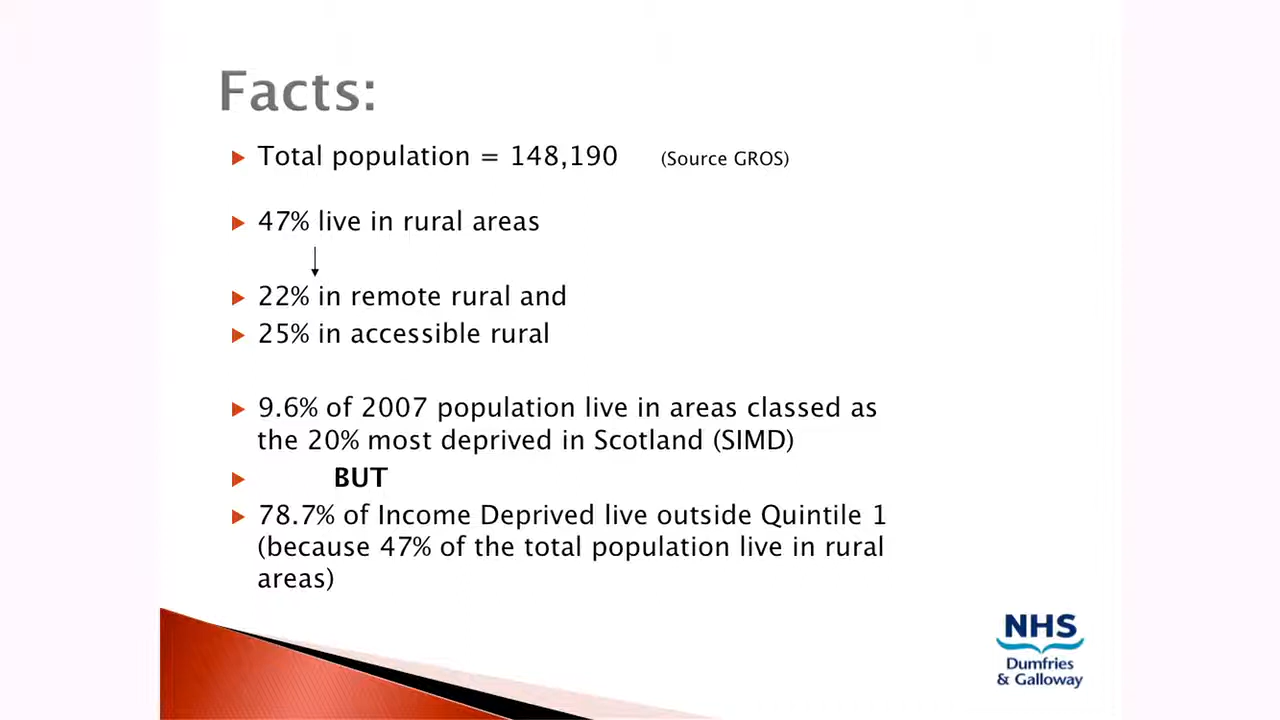 Facts:
Total population = 148,190 (Source GROS)
47% live in rural areas
22% in remote rural and
25% in accessible rural
9.6% of 2007 population live in areas classed as
the 20% most deprived in Scotland (SIMD)
BUT
78.7% of Income Deprived live outside Quintile 1
(because 47% of the total population live in rural
areas)
NHS
Dumfries
& Galloway